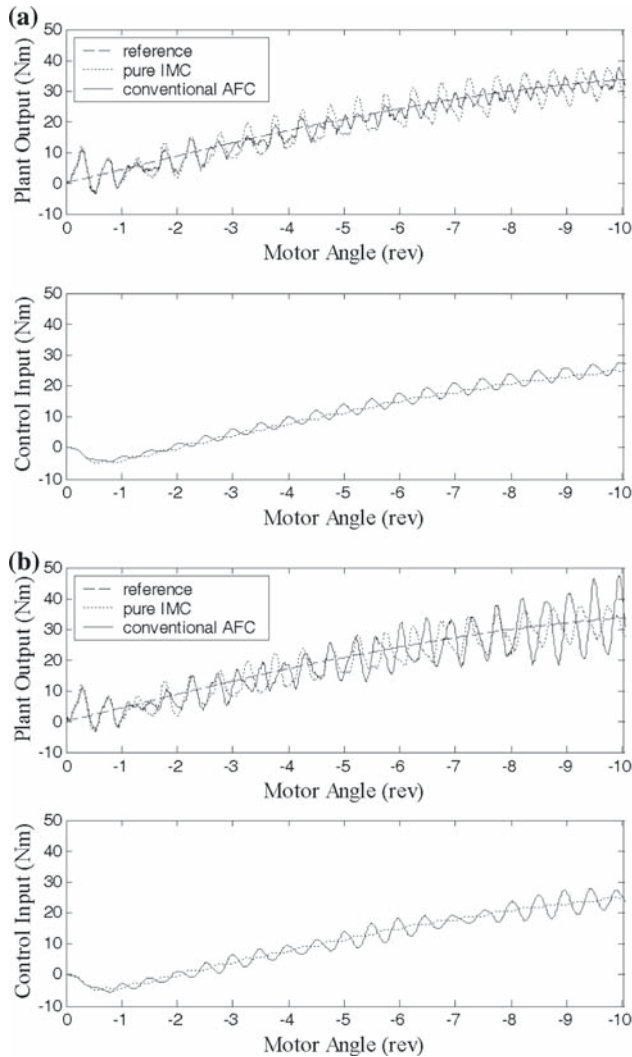 (a)
50
40
30
20
10
0
-10
Plant Output (Nm)
reference
pure IMC
conventional AFC
0 -1 -2 -3 -4 -5 -6 -7 -8 -9 -10
Motor Angle (rev)
50
40
30
20
10
0
-10
Control Input (Nm)
0 -1 -2 -3 -4 -5 -6 -7 -8 -9 -10
Motor Angle (rev)
(b)
50
40
30
20
10
0
-10
Plant Output (Nm)
reference
pure IMC
conventional AFC
0 -1 -2 -3 -4 -5 -6 -7 -8 -9 -10
Motor Angle (rev)
50
40
30
20
10
0
-10
Control Input (Nm)
0 -1 -2 -3 -4 -5 -6 -7 -8 -9 -10
Motor Angle (rev)